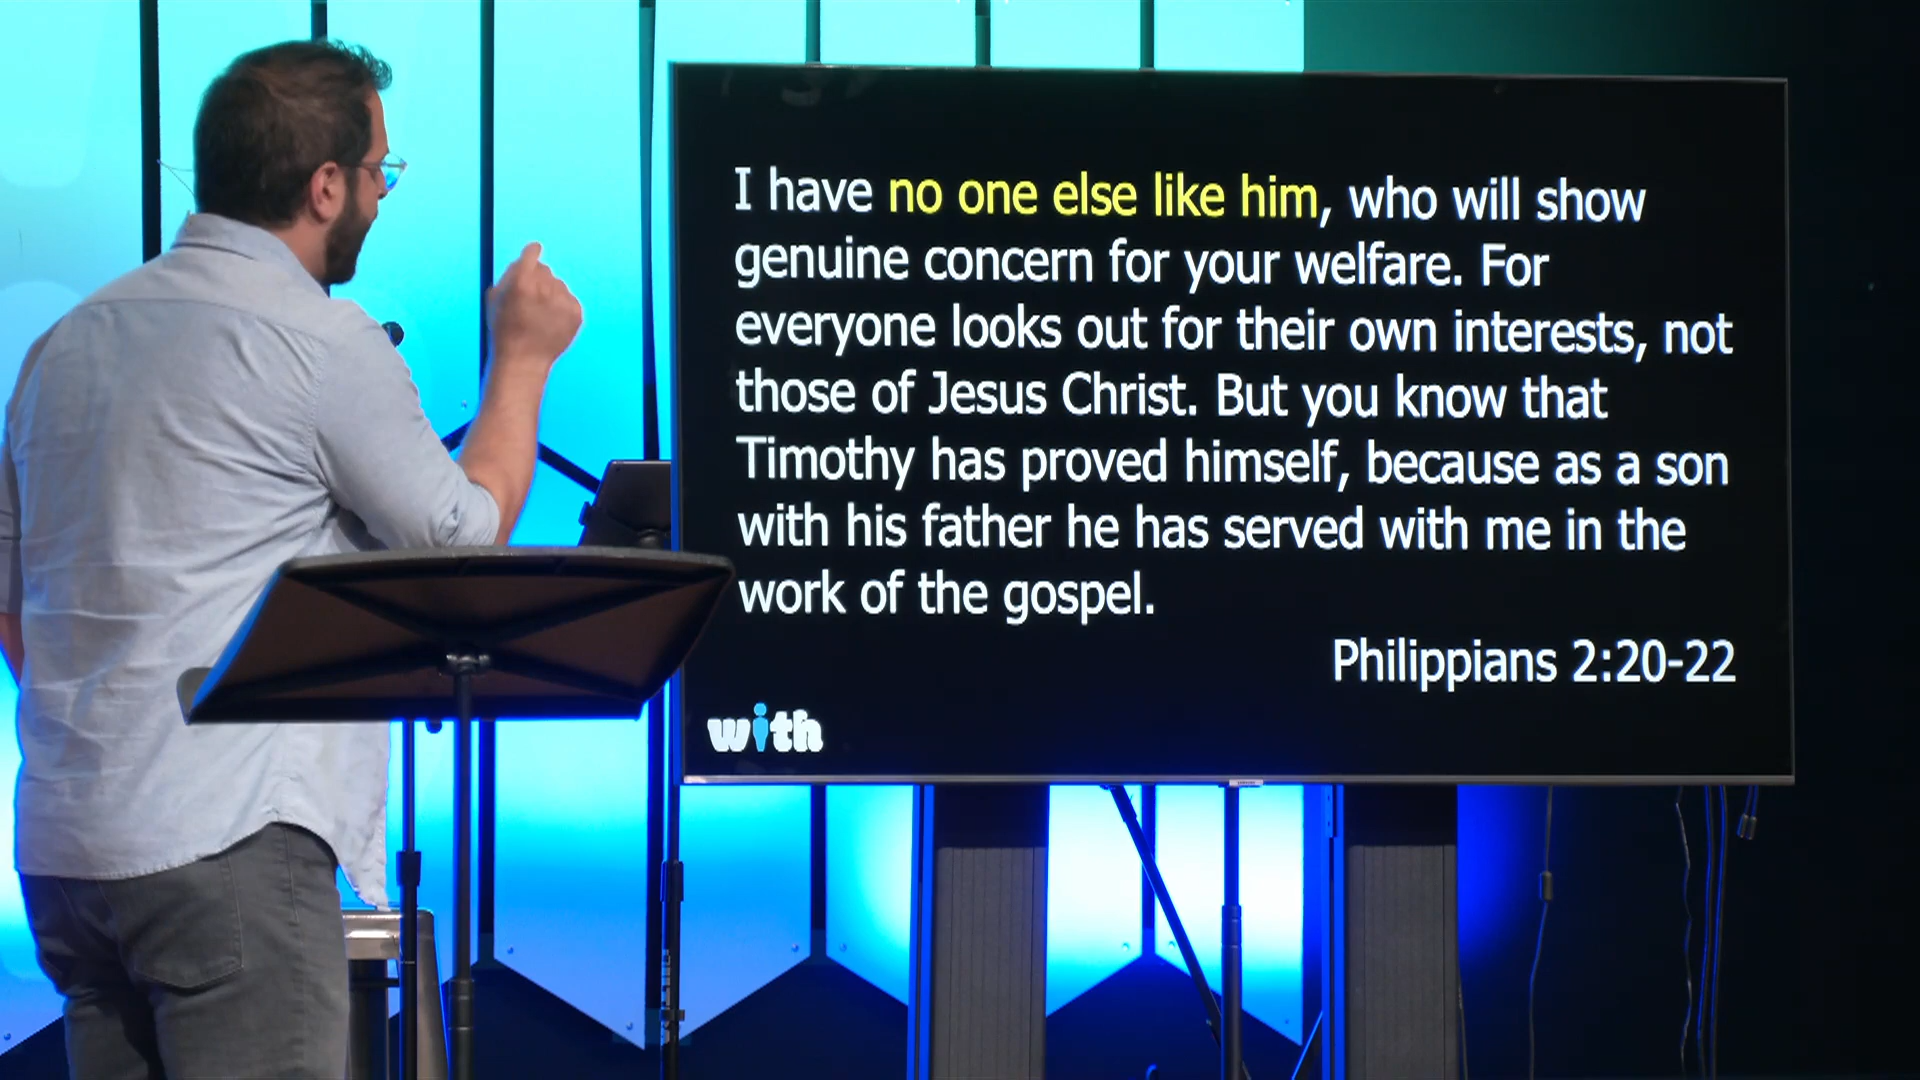 I have no one else like him, who will show
genuine concern for your welfare. For
everyone looks out for their own interests, not
those of Jesus Christ. But you know that
Timothy has proved himself, because as a son
with his father he has served with me in the
work of the gospel.
Philippians 2:20-22
with